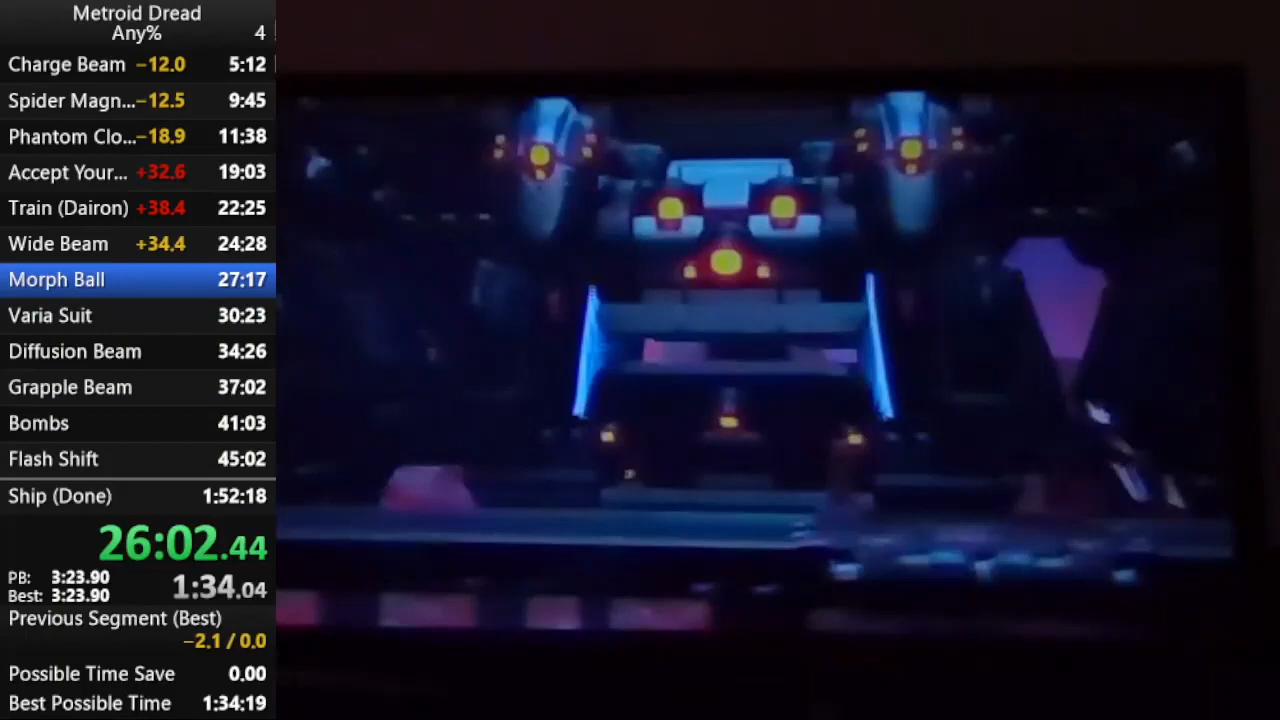 Metroid Dread
Any% 4
Charge Beam −12.0 5:12
Spider Magn... −12.5 9:45
Phantom Clo... −18.9 11:38
Accept Your... +32.6 19:03
Train (Dairon) +38.4 22:25
Wide Beam +34.4 24:28
Morph Ball 27:17
Varia Suit 30:23
Diffusion Beam 34:26
Grapple Beam 37:02
Bombs 41:03
Flash Shift 45:02
Ship (Done) 1:52:18
26:02.44
PB: 3:23.90
Best: 3:23.90
1:34.04
Previous Segment (Best)
−2.1 / 0.0
Possible Time Save 0.00
Best Possible Time 1:34:19